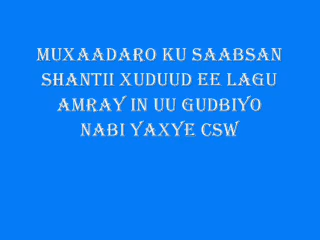 MUXAADARO KU SAABSAN
SHANTII XUDUUD EE LAGU
AMRAY IN UU GUDBIYO
NABI YAXYE CSW